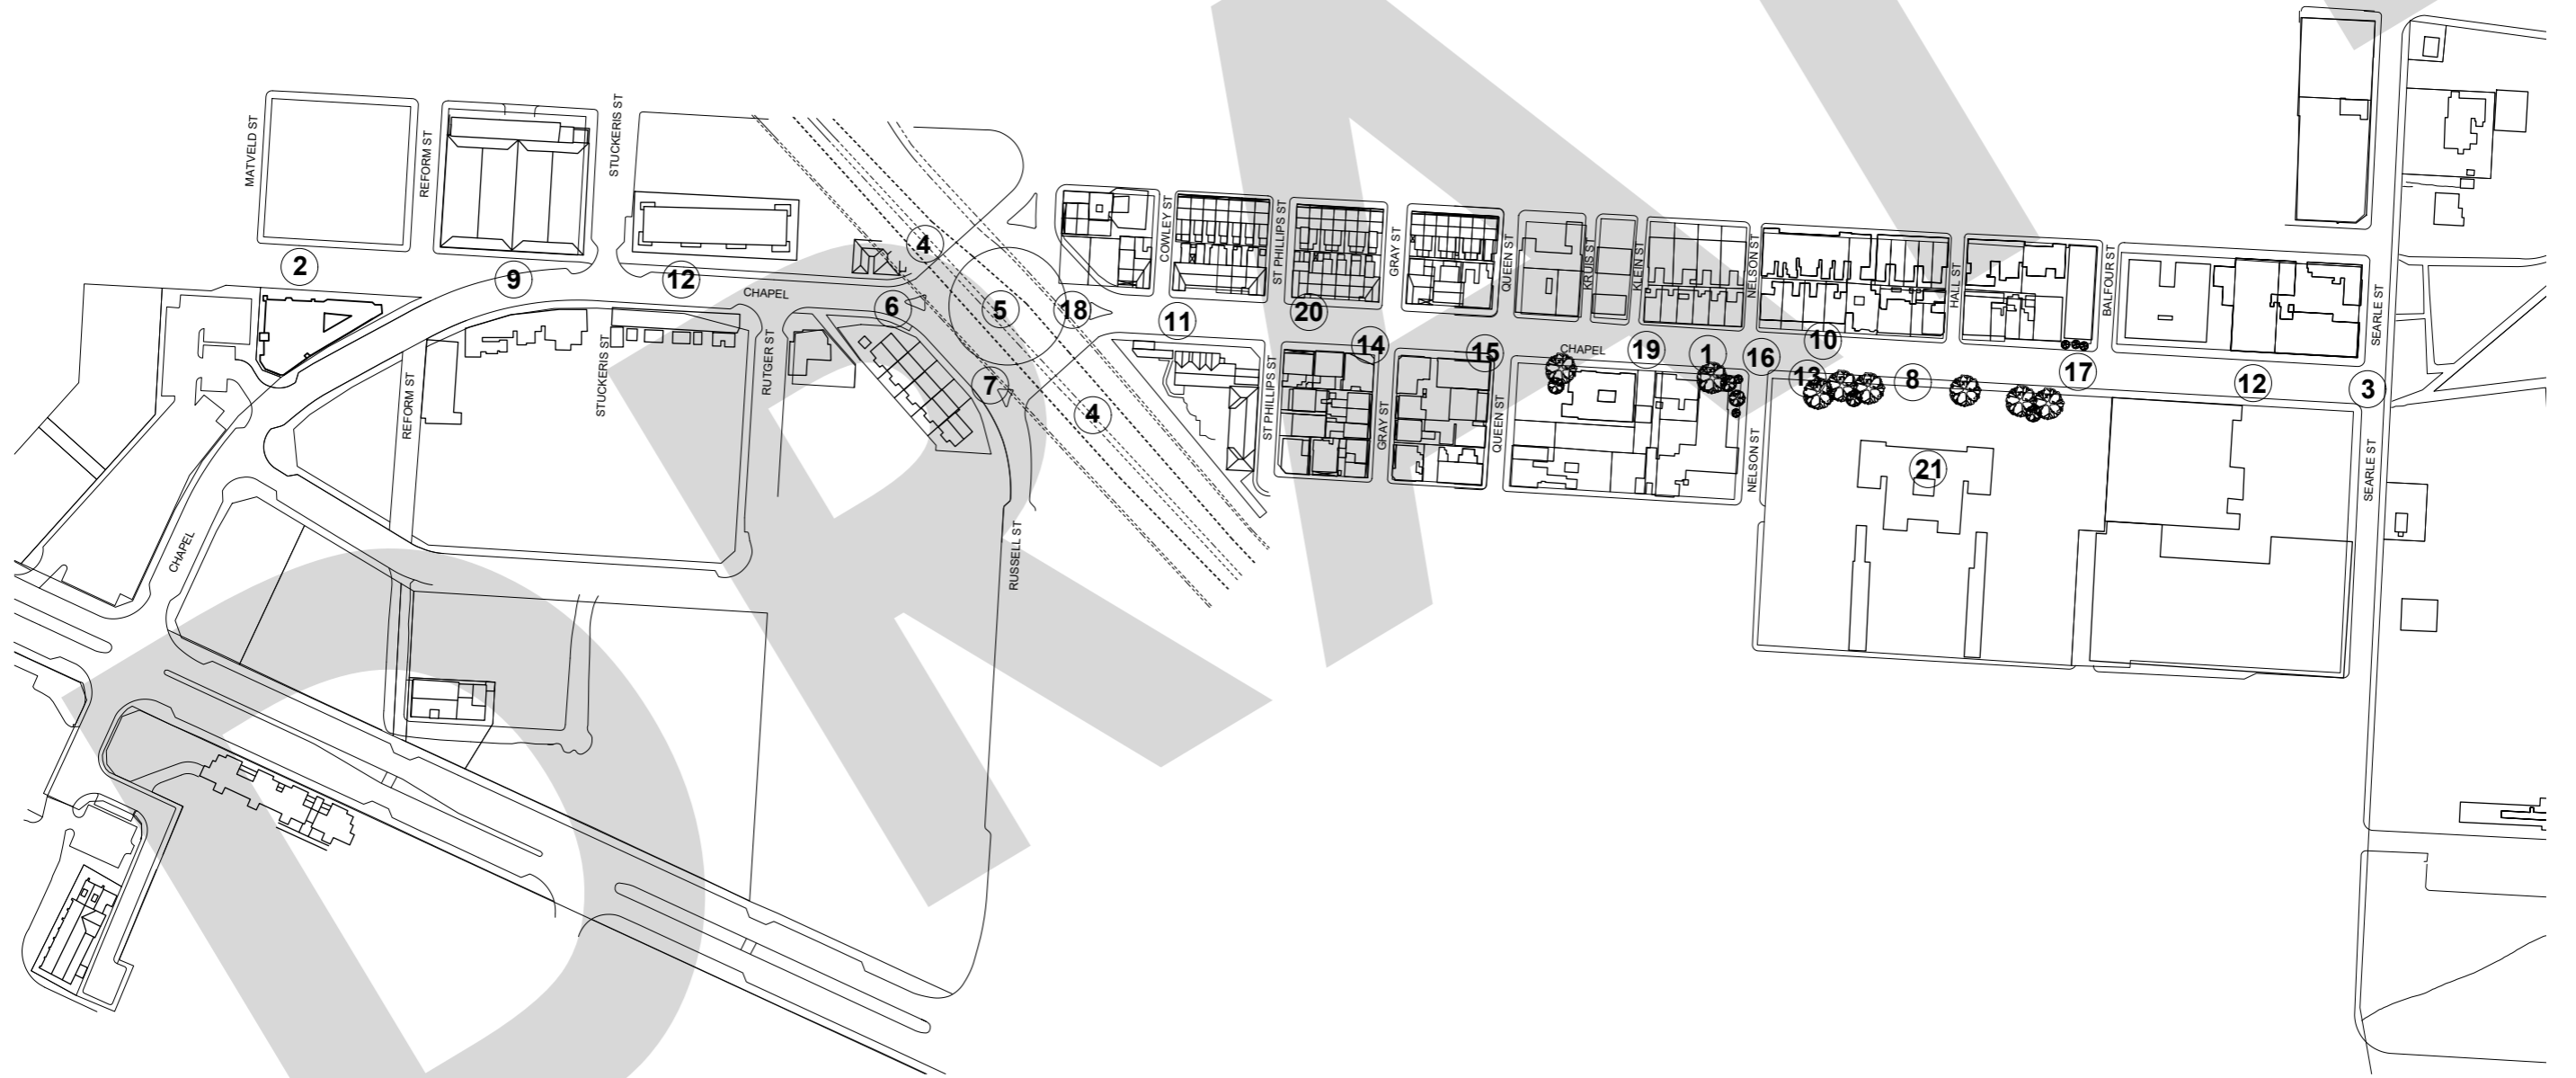 MATVELD ST
REFORM ST
STUCKERIS ST
4
2
9
12
CHAPEL
6
5
18
COWLEY ST
11
ST PHILLIPS ST
20
GRAY ST
QUEEN ST
KRUIS ST
KLEIN ST
NELSON ST
10
HALL ST
BALFOUR ST
SEARLE ST
14
15
CHAPEL
19
1
16
13
8
17
12
3
REFORM ST
STUCKERIS ST
RUTGER ST
7
4
ST PHILLIPS ST
GRAY ST
QUEEN ST
NELSON ST
21
SEARLE ST
CHAPEL
RUSSELL ST
DRA